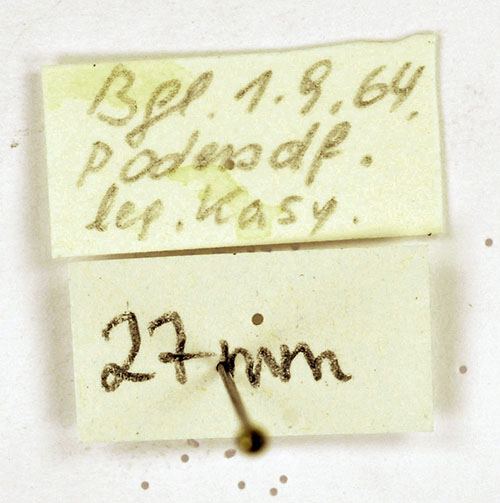 Bgl. 1.9.64.
Podersdf.
leg. Kasy.
27 mm